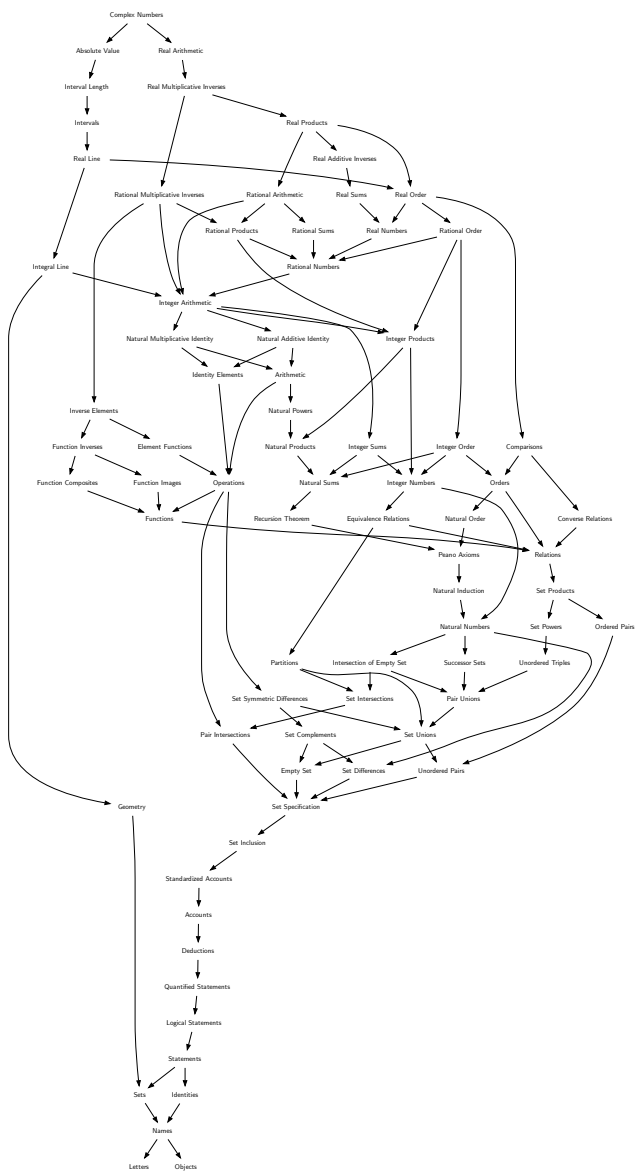 Complex Numbers
Absolute Value
Real Arithmetic
Interval Length
Real Multiplicative Inverses
Intervals
Real Products
Real Line
Real Additive Inverses
Rational Multiplicative Inverses
Rational Arithmetic
Real Sums
Real Order
Rational Products
Rational Sums
Real Numbers
Rational Order
Integral Line
Rational Numbers
Integer Arithmetic
Natural Multiplicative Identity
Natural Additive Identity
Integer Products
Identity Elements
Arithmetic
Inverse Elements
Natural Powers
Function Inverses
Element Functions
Natural Products
Integer Sums
Integer Order
Comparisons
Function Composites
Function Images
Operations
Natural Sums
Integer Numbers
Orders
Functions
Recursion Theorem
Equivalence Relations
Natural Order
Converse Relations
Peano Axioms
Relations
Natural Induction
Set Products
Natural Numbers
Set Powers
Ordered Pairs
Partitions
Intersection of Empty Set
Successor Sets
Unordered Triples
Set Symmetric Differences
Set Intersections
Pair Unions
Pair Intersections
Set Complements
Set Unions
Empty Set
Set Differences
Unordered Pairs
Geometry
Set Specification
Set Inclusion
Standardized Accounts
Accounts
Deductions
Quantified Statements
Logical Statements
Statements
Sets
Identities
Names
Letters
Objects